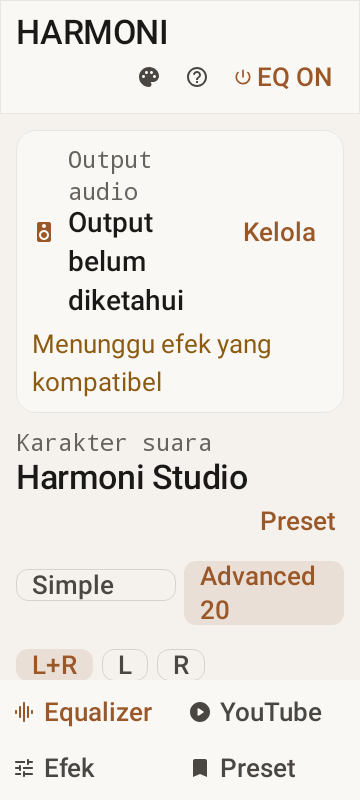 HARMONI
EQ ON
Output
audio
Output
belum
diketahui
Kelola
Menunggu efek yang
kompatibel
Karakter suara
Harmoni Studio
Preset
Simple
Advanced
20
L+R L R
Equalizer
YouTube
Efek
Preset